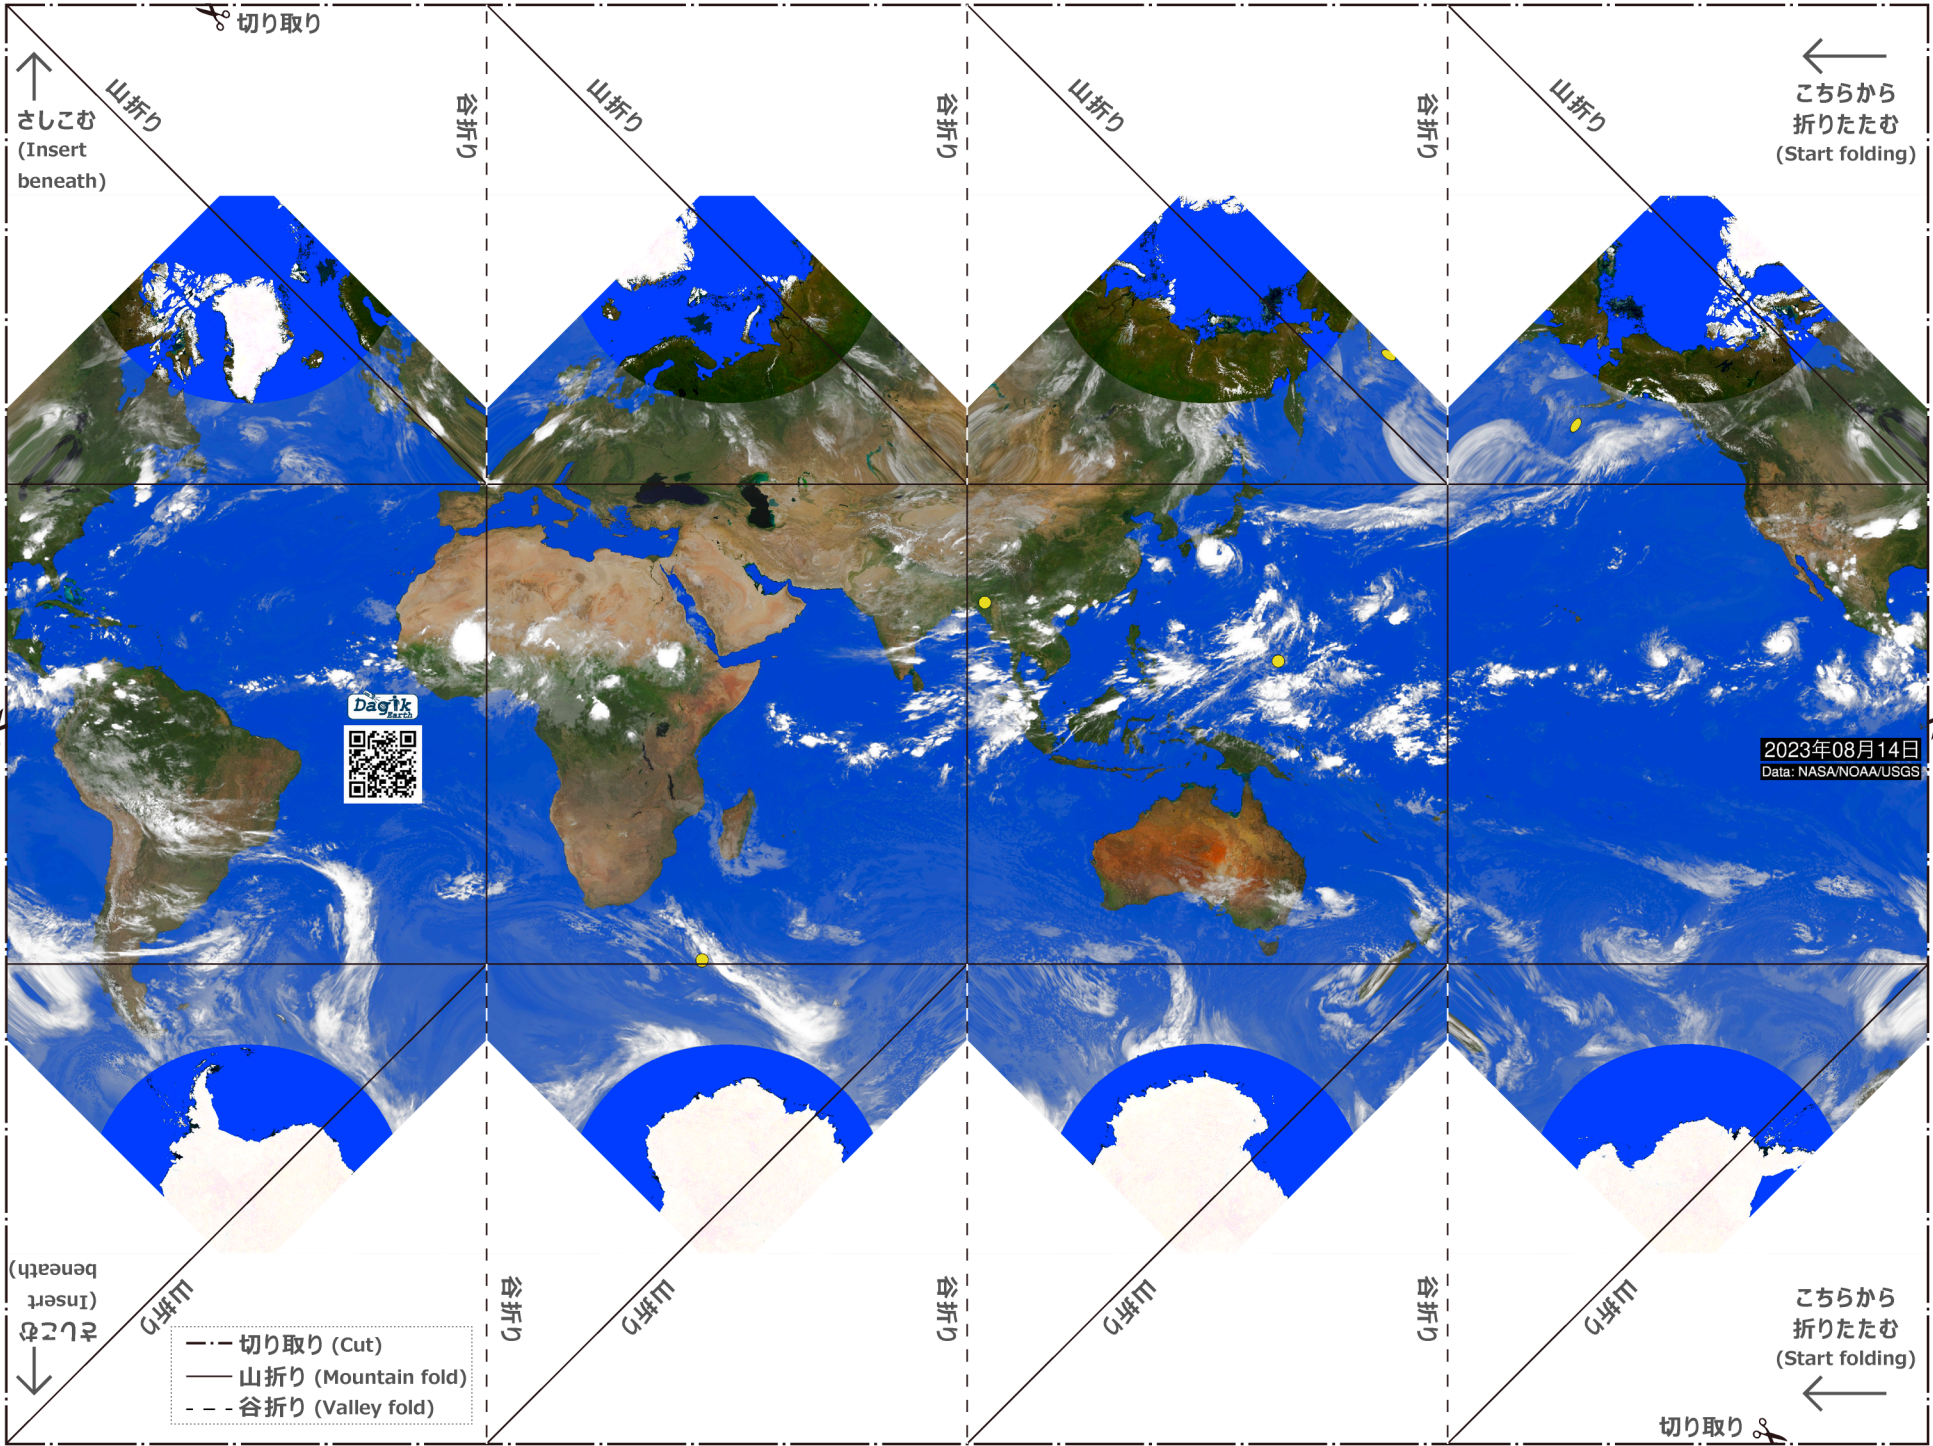 切り取り
山折り
谷折り
山折り
谷折り
山折り
谷折り
山折り
さしこむ
(Insert
beneath)
こちらから
折りたたむ
(Start folding)
Dagik
Earth
2023年08月14日
Data: NASA/NOAA/USGS
さしこむ
(Insert
beneath)
山折り
谷折り
山折り
谷折り
山折り
谷折り
山折り
こちらから
折りたたむ
(Start folding)
切り取り (Cut)
山折り (Mountain fold)
谷折り (Valley fold)
切り取り